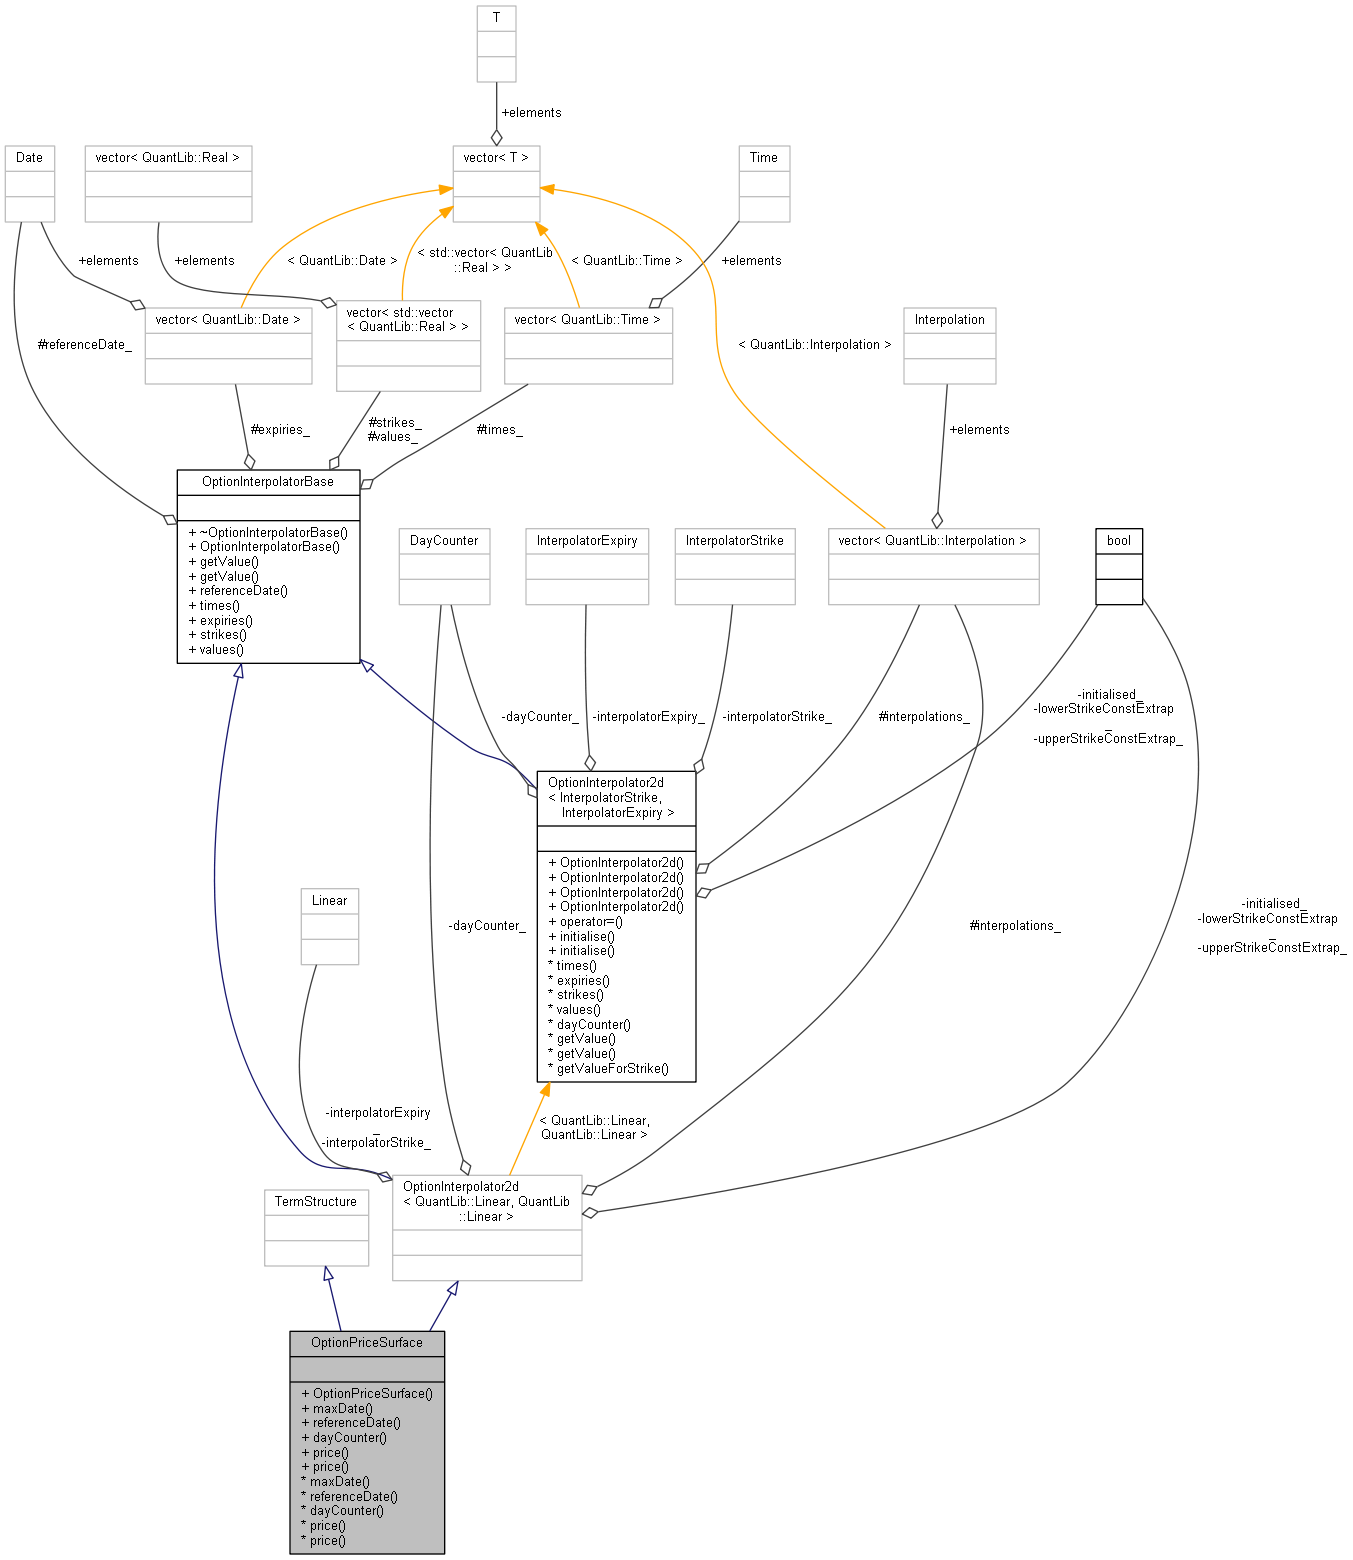 T
+elements
Date
vector< QuantLib::Real >
vector< T >
Time
+elements
+elements
< QuantLib::Date >
< std::vector< QuantLib
::Real > >
< QuantLib::Time >
+elements
vector< QuantLib::Date >
vector< std::vector
< QuantLib::Real > >
vector< QuantLib::Time >
Interpolation
#referenceDate_
< QuantLib::Interpolation >
#expiries_
#strikes_
#values_
#times_
+elements
OptionInterpolatorBase
+ ~OptionInterpolatorBase()
+ OptionInterpolatorBase()
+ getValue()
+ getValue()
+ referenceDate()
+ times()
+ expiries()
+ strikes()
+ values()
DayCounter
InterpolatorExpiry
InterpolatorStrike
vector< QuantLib::Interpolation >
bool
-dayCounter_
-interpolatorExpiry_
-interpolatorStrike_
#interpolations_
-initialised_
-lowerStrikeConstExtrap
_
-upperStrikeConstExtrap_
OptionInterpolator2d
< InterpolatorStrike,
InterpolatorExpiry >
+ OptionInterpolator2d()
+ OptionInterpolator2d()
+ OptionInterpolator2d()
+ OptionInterpolator2d()
+ operator=()
+ initialise()
+ initialise()
* times()
* expiries()
* strikes()
* values()
* dayCounter()
* getValue()
* getValue()
* getValueForStrike()
Linear
-dayCounter_
#interpolations_
-initialised_
-lowerStrikeConstExtrap
_
-upperStrikeConstExtrap_
-interpolatorExpiry
_
-interpolatorStrike_
< QuantLib::Linear,
QuantLib::Linear >
TermStructure
OptionInterpolator2d
< QuantLib::Linear, QuantLib
::Linear >
OptionPriceSurface
+ OptionPriceSurface()
+ maxDate()
+ referenceDate()
+ dayCounter()
+ price()
+ price()
* maxDate()
* referenceDate()
* dayCounter()
* price()
* price()